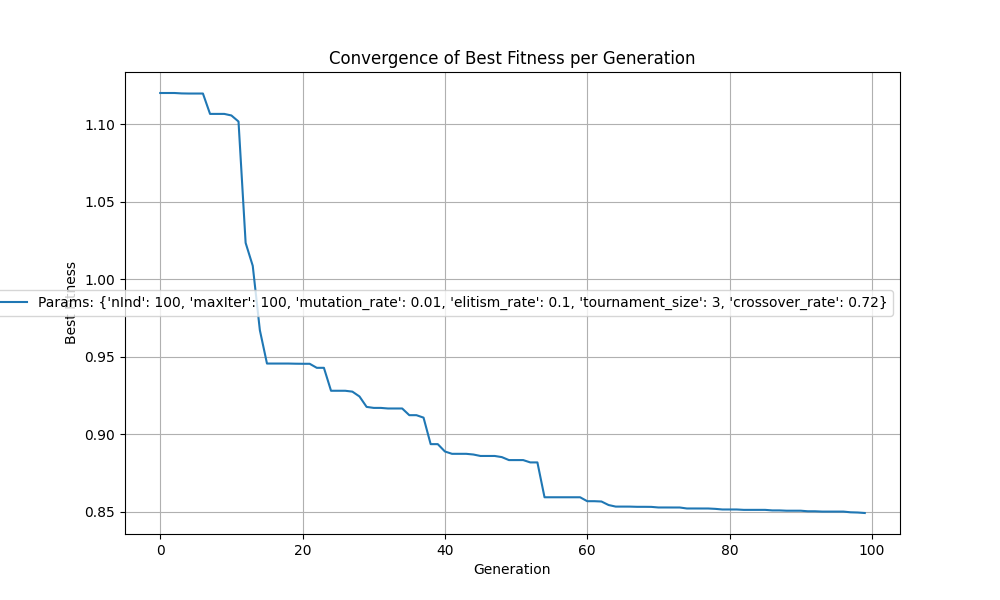 Convergence of Best Fitness per Generation
1.10
1.05
1.00
0.95
0.90
0.85
Best
ness
Params: {'nInd': 100, 'maxIter': 100, 'mutation_rate': 0.01, 'elitism_rate': 0.1, 'tournament_size': 3, 'crossover_rate': 0.72}
0
20
40
60
80
100
Generation